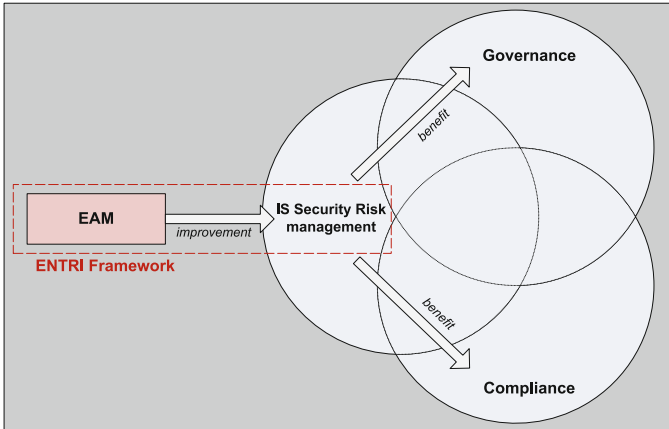 Governance
benefit
EAM
improvement
IS Security Risk
management
ENTRI Framework
benefit
Compliance